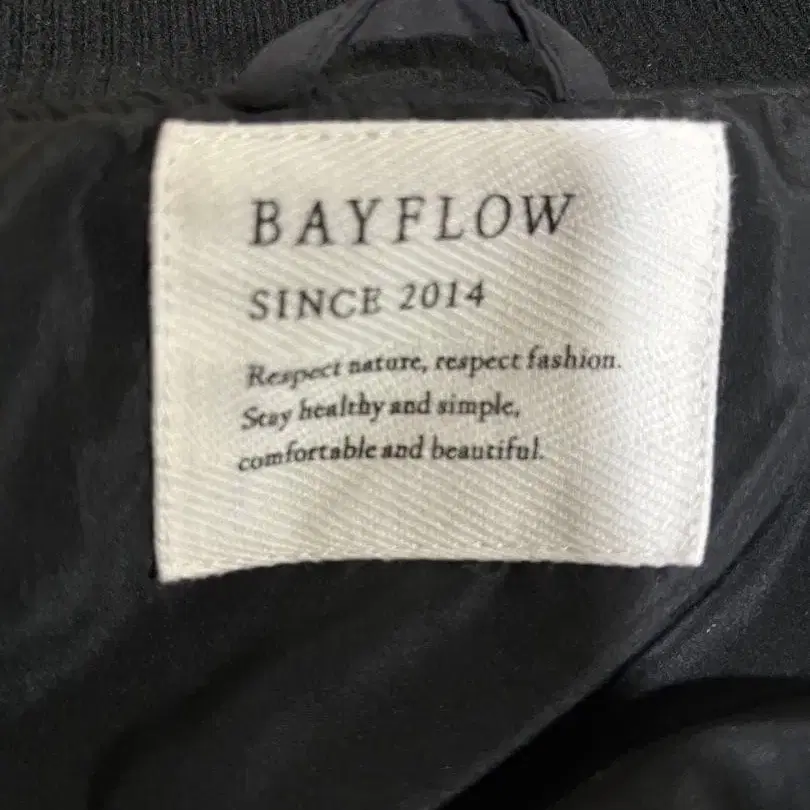 BAYFLOW
SINCE 2014
Respect nature, respect fashion.
Stay healthy and simple,
comfortable and beautiful.